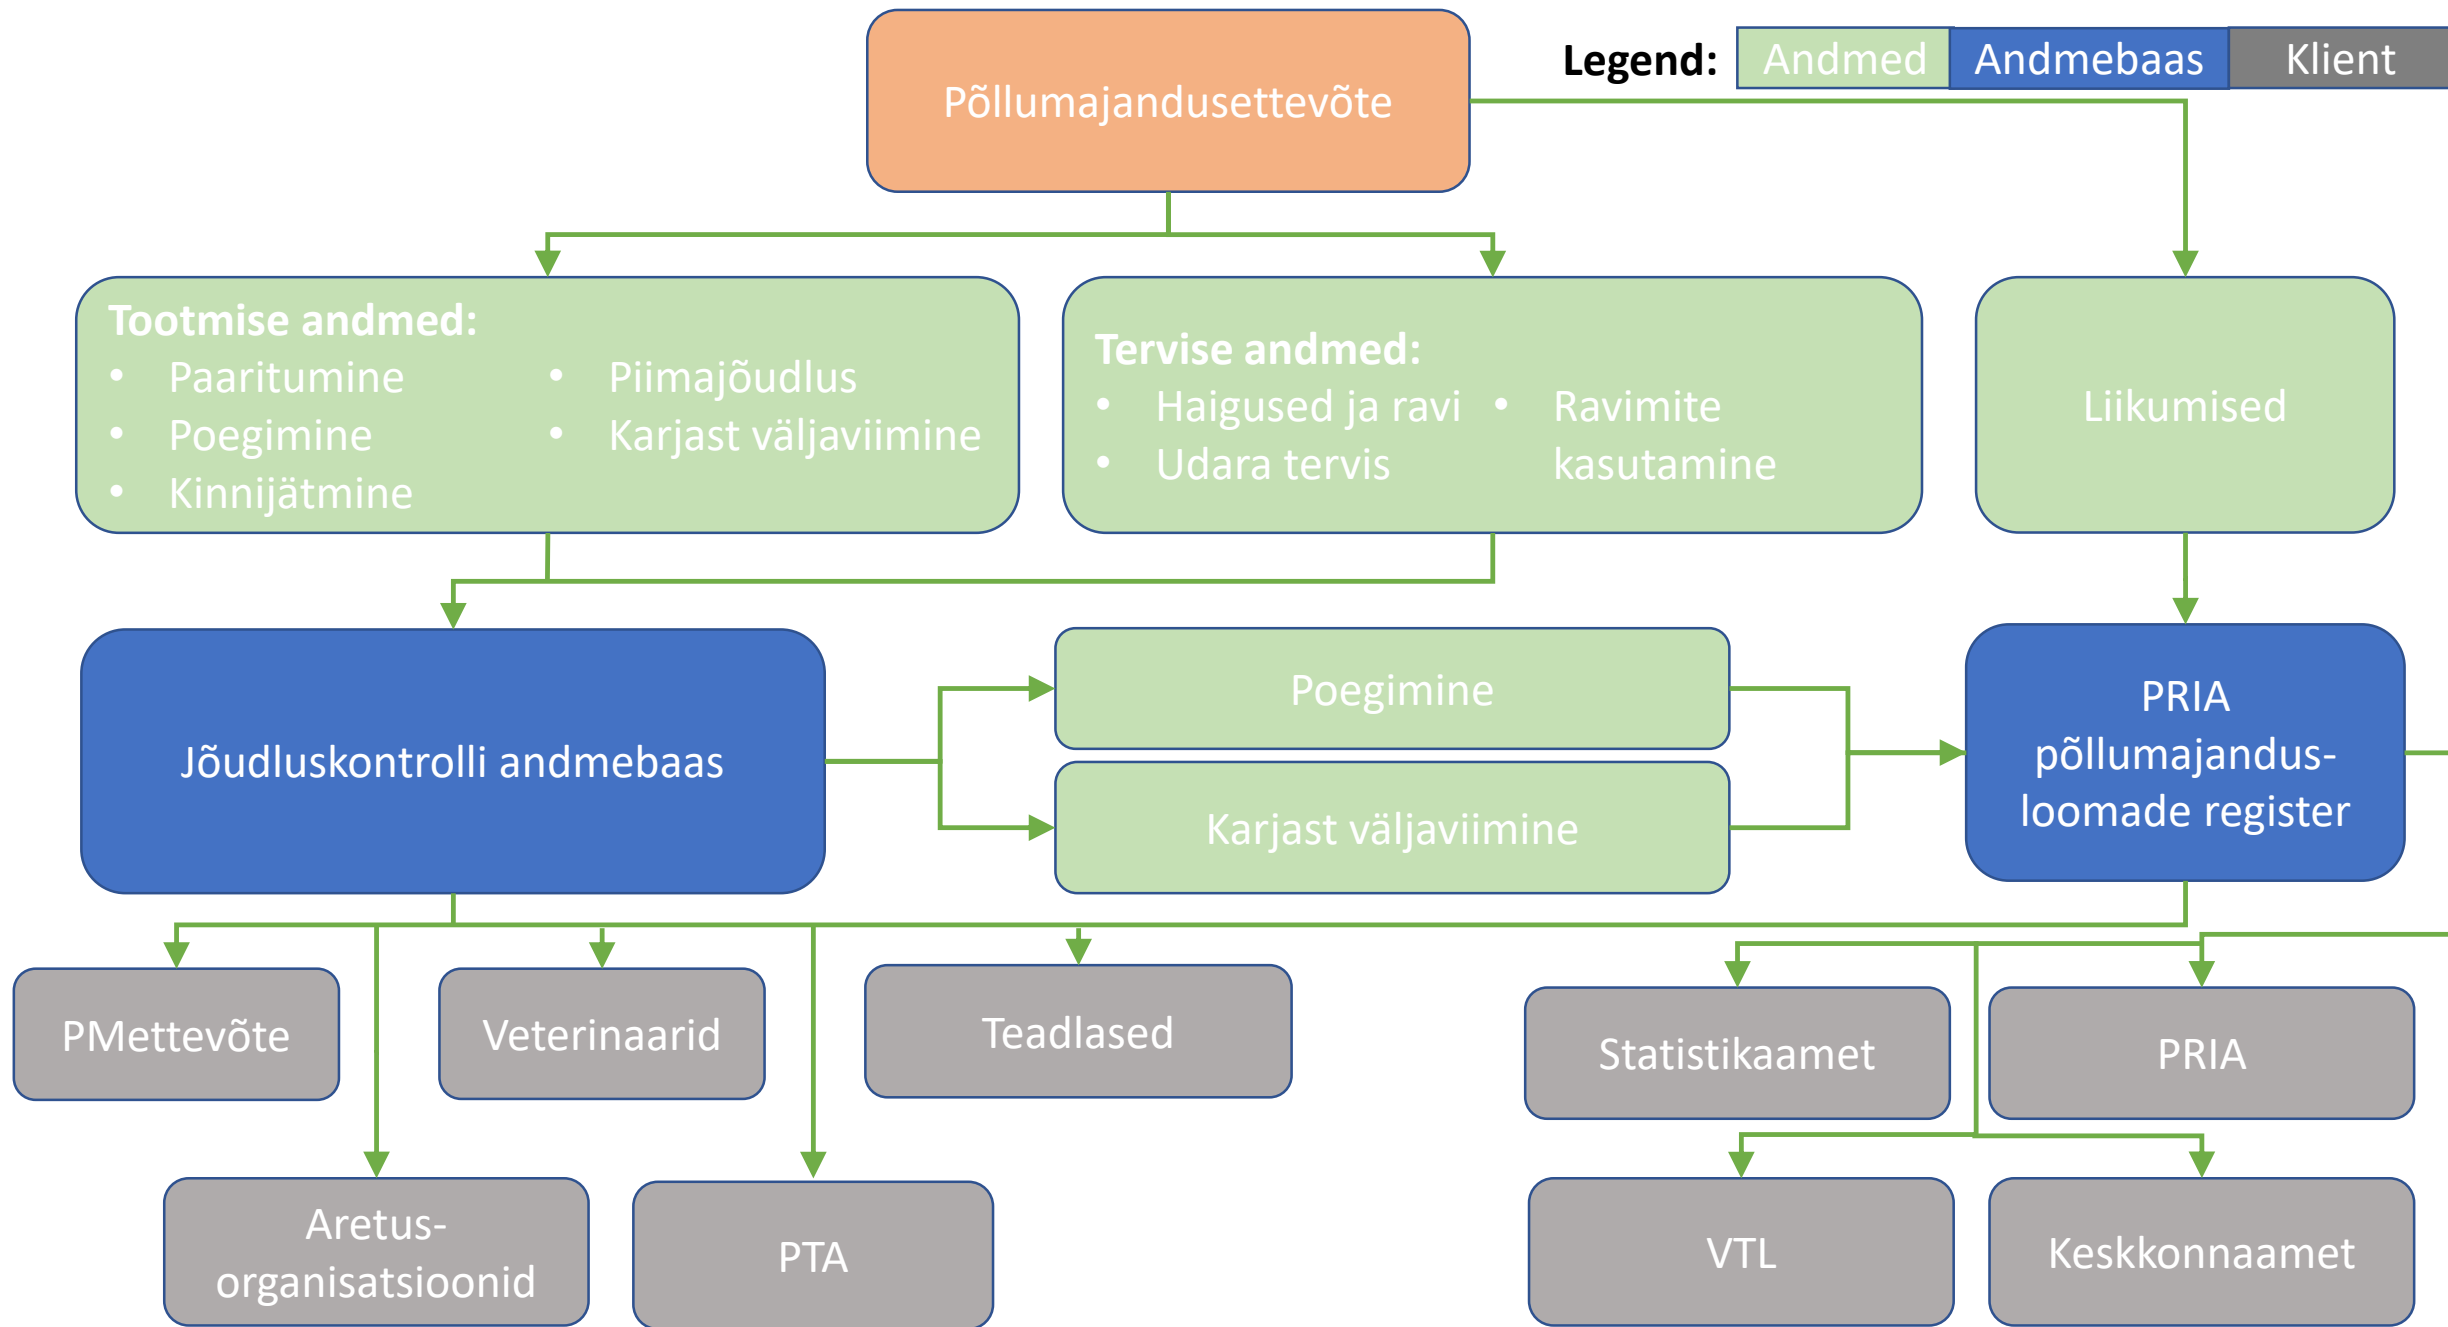 Põllumajandusettevõte
Legend:
Andmed
Andmebaas
Klient
Tootmise andmed:
• Paaritumine
• Poegimine
• Kinnijätmine
• Piimajõudlus
• Karjast väljaviimine
Tervise andmed:
• Haigused ja ravi
• Udara tervis
• Ravimite
kasutamine
Liikumised
Jõudluskontrolli andmebaas
Poegimine
Karjast väljaviimine
PRIA
põllumajandus-
loomade register
PMettevõte
Veterinaarid
Teadlased
Statistikaamet
PRIA
Aretus-
organisatsioonid
PTA
VTL
Keskkonnaamet